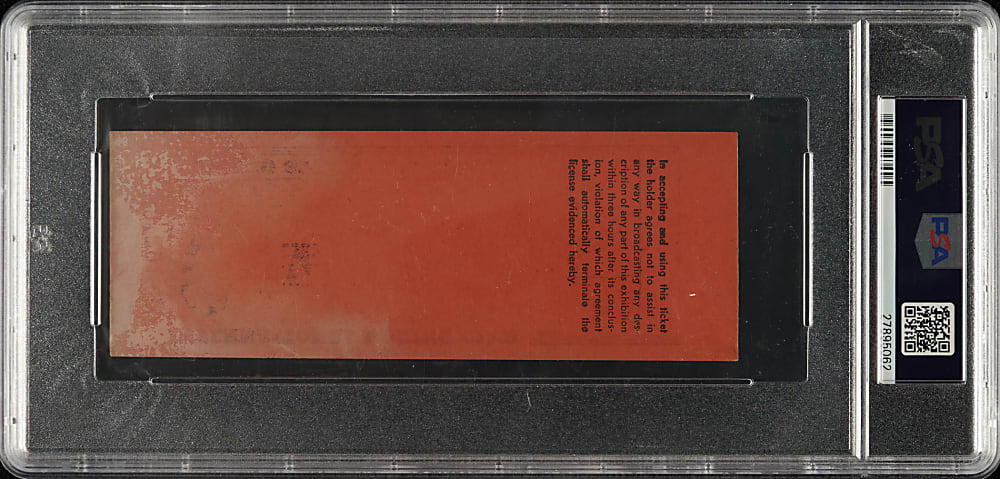 In accepting and using this ticket
the holder agrees not to assist in
any way in broadcasting any des-
cription of any part of this exhibition
within three hours after its conclus-
ion, violation of which agreement
shall automatically terminate the
license evidenced hereby.
PSA
PSA
27895062